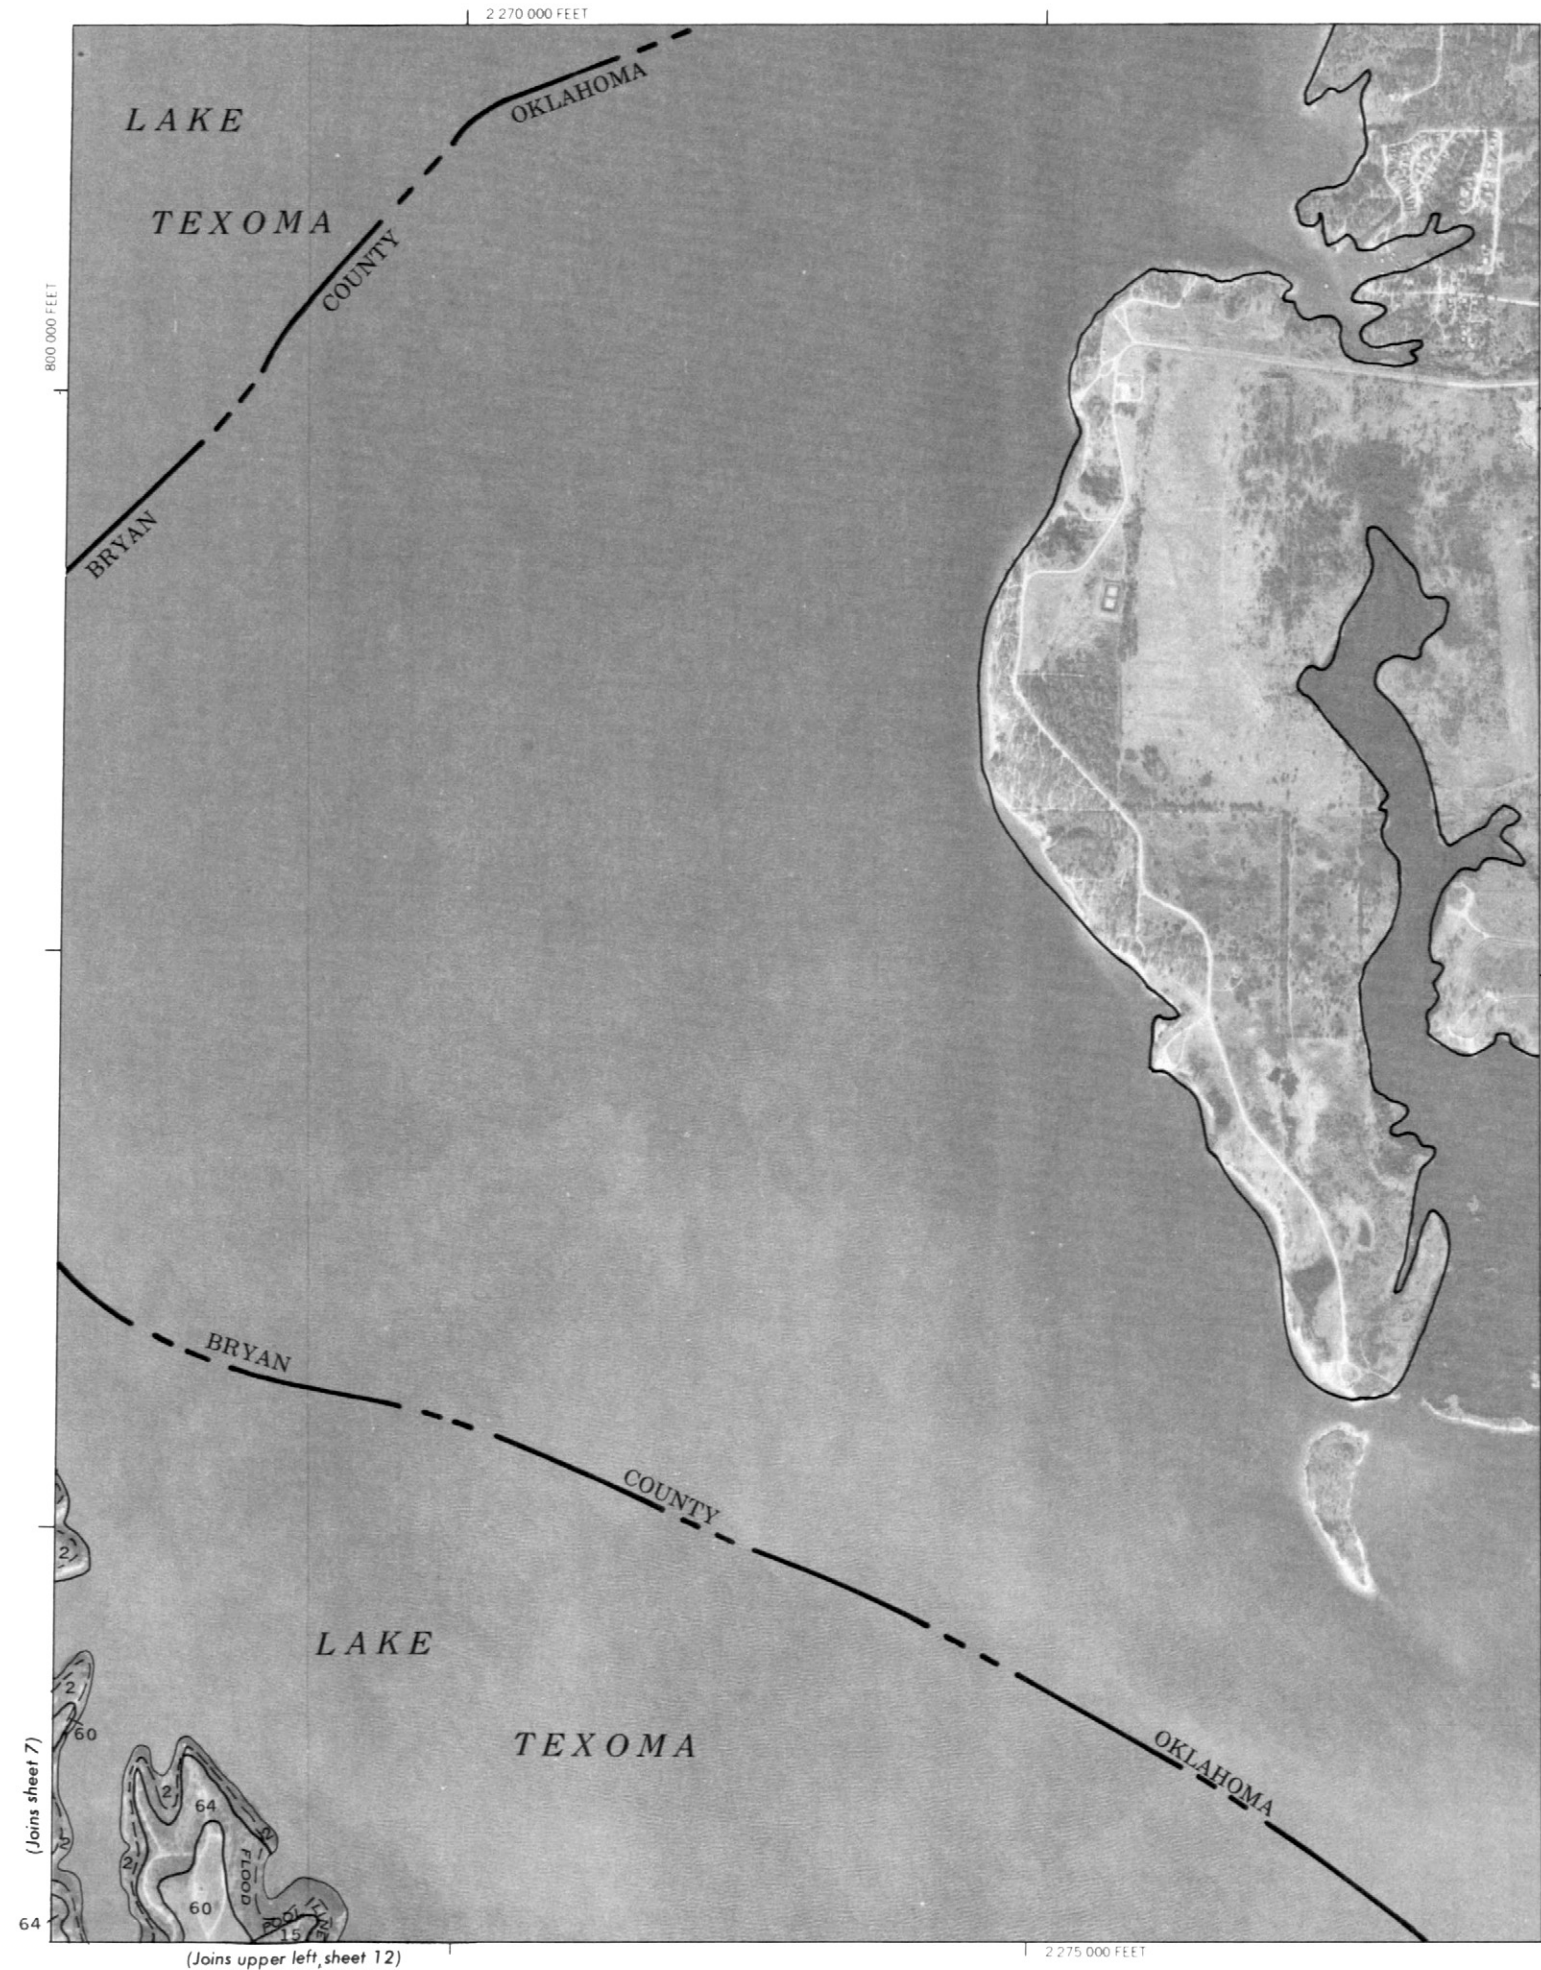 2 270 000 FEET
OKLAHOMA
LAKE
TEXOMA
COUNTY
800 000 FEET
BRYAN
BRYAN
COUNTY
2
LAKE
2
60
TEXOMA
OKLAHOMA
(Joins sheet 7)
2
64
2
2
2
FLOOD
60
POOL
LINE
64
15
(Joins upper left, sheet 12)
2 275 000 FEET